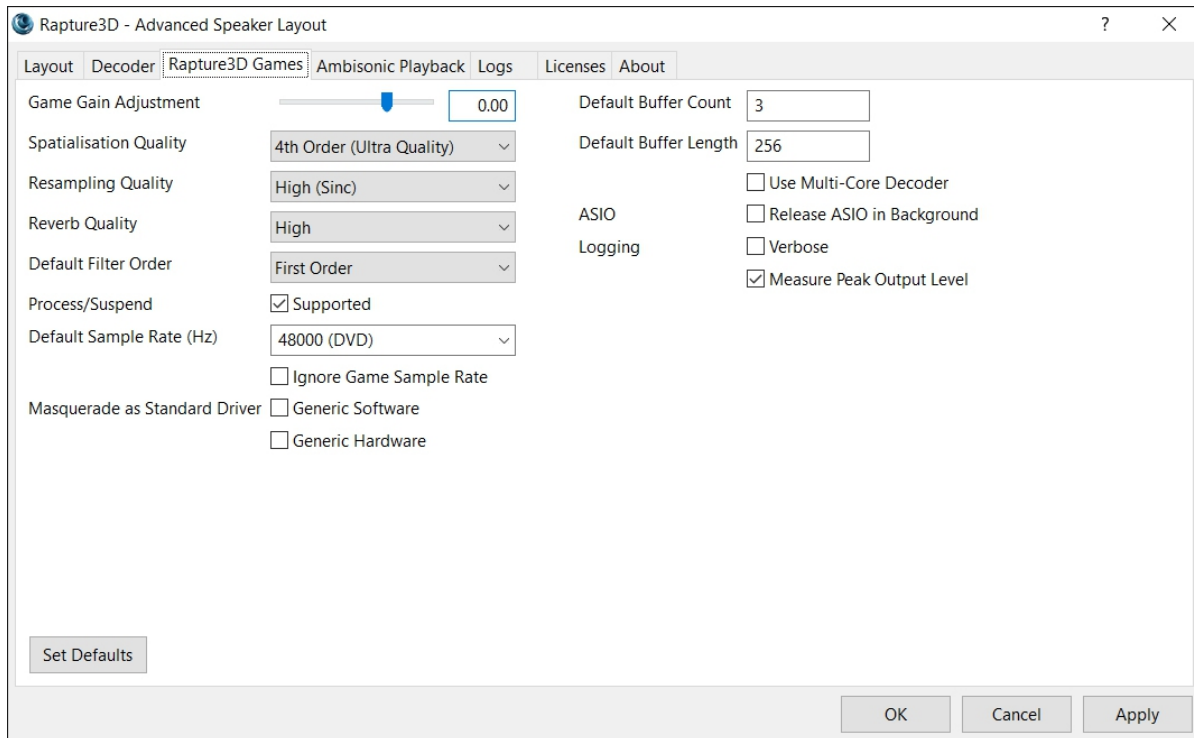 Rapture3D - Advanced Speaker Layout
Layout Decoder Rapture3D Games Ambisonic Playback Logs Licenses About
Game Gain Adjustment 0.00
Spatialisation Quality 4th Order (Ultra Quality)
Resampling Quality High (Sinc)
Reverb Quality High
Default Filter Order First Order
Process/Suspend Supported
Default Sample Rate (Hz) 48000 (DVD)
Ignore Game Sample Rate
Masquerade as Standard Driver Generic Software
Generic Hardware
Default Buffer Count 3
Default Buffer Length 256
Use Multi-Core Decoder
ASIO Release ASIO in Background
Logging Verbose
Measure Peak Output Level
Set Defaults
OK Cancel Apply